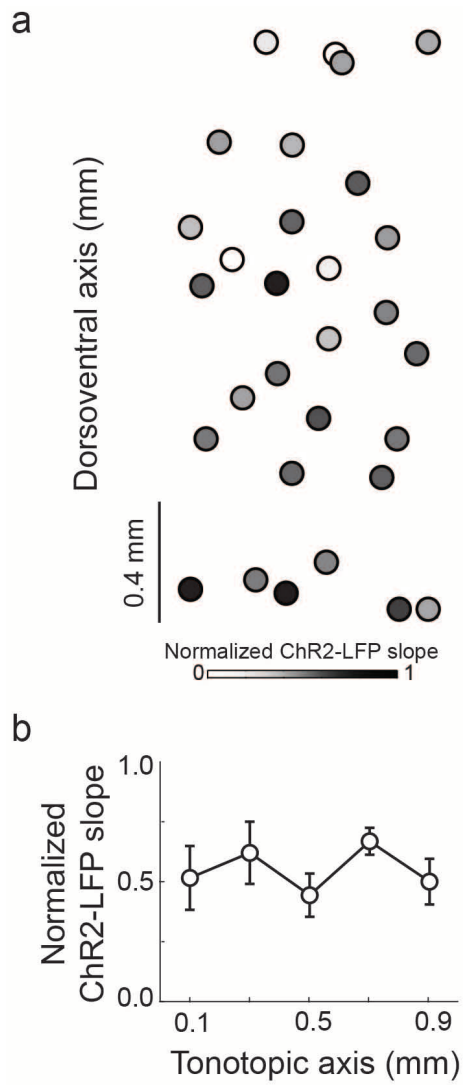 a
Dorsoventral axis (mm)
0.4 mm
Normalized ChR2-LFP slope
0 1
b
Normalized
ChR2-LFP slope
1.0
0.5
0.0
0.1 0.5 0.9
Tonotopic axis (mm)